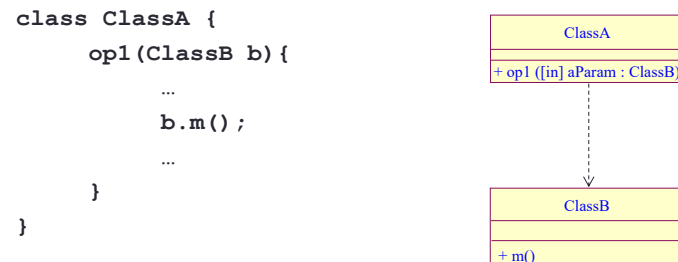 class ClassA {
op1(ClassB b){
…
b.m();
…
}
}
ClassA
+ op1 ([in] aParam : ClassB)
ClassB
+ m()